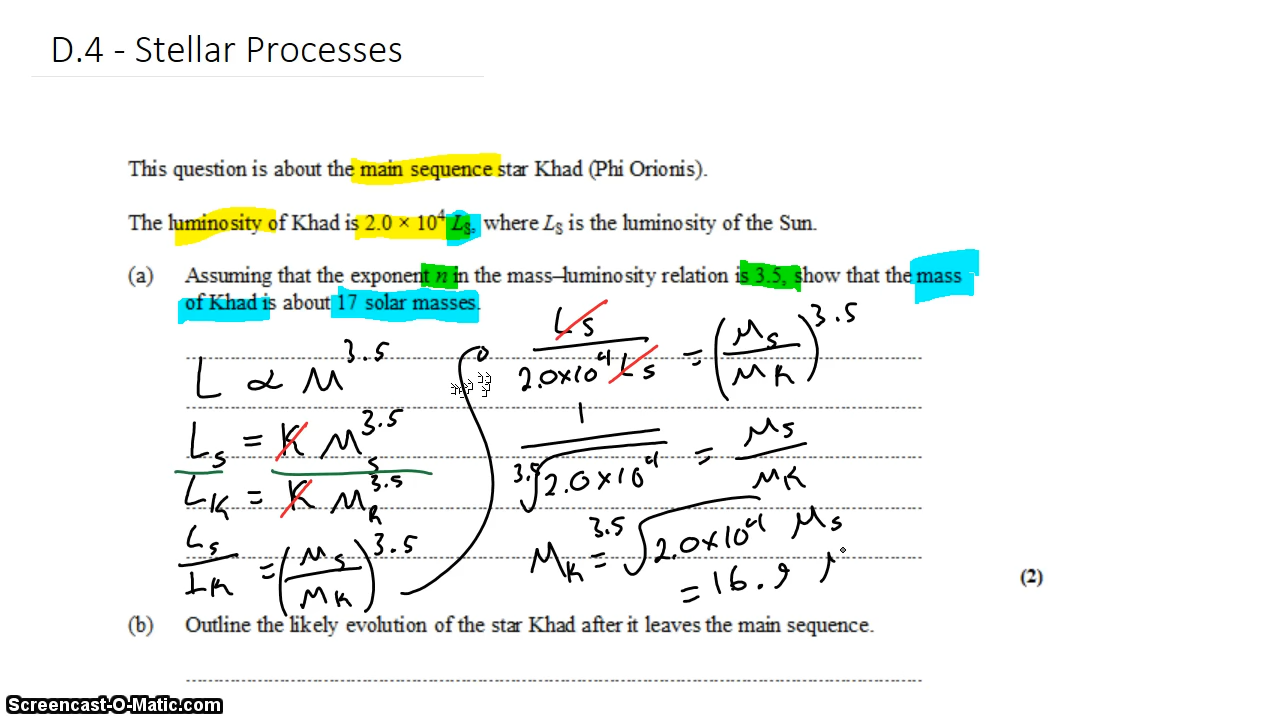 D.4 - Stellar Processes
This question is about the main sequence star Khad (Phi Orionis).
The luminosity of Khad is 2.0 × 10⁴ Lₛ, where Lₛ is the luminosity of the Sun.
(a) Assuming that the exponent n in the mass–luminosity relation is 3.5, show that the mass
of Khad is about 17 solar masses.
L ∝ M^3.5
L_s = K M_s^3.5
L_K = K M_K^3.5
L_s / L_K = (M_s / M_K)^3.5
L_s / 2.0×10⁴ L_s = (M_s / M_K)^3.5
1 / ^3.5√2.0×10⁴ = M_s / M_K
M_K = ^3.5√2.0×10⁴ M_s
= 16.9
(2)
(b) Outline the likely evolution of the star Khad after it leaves the main sequence.
Screencast-O-Matic.com